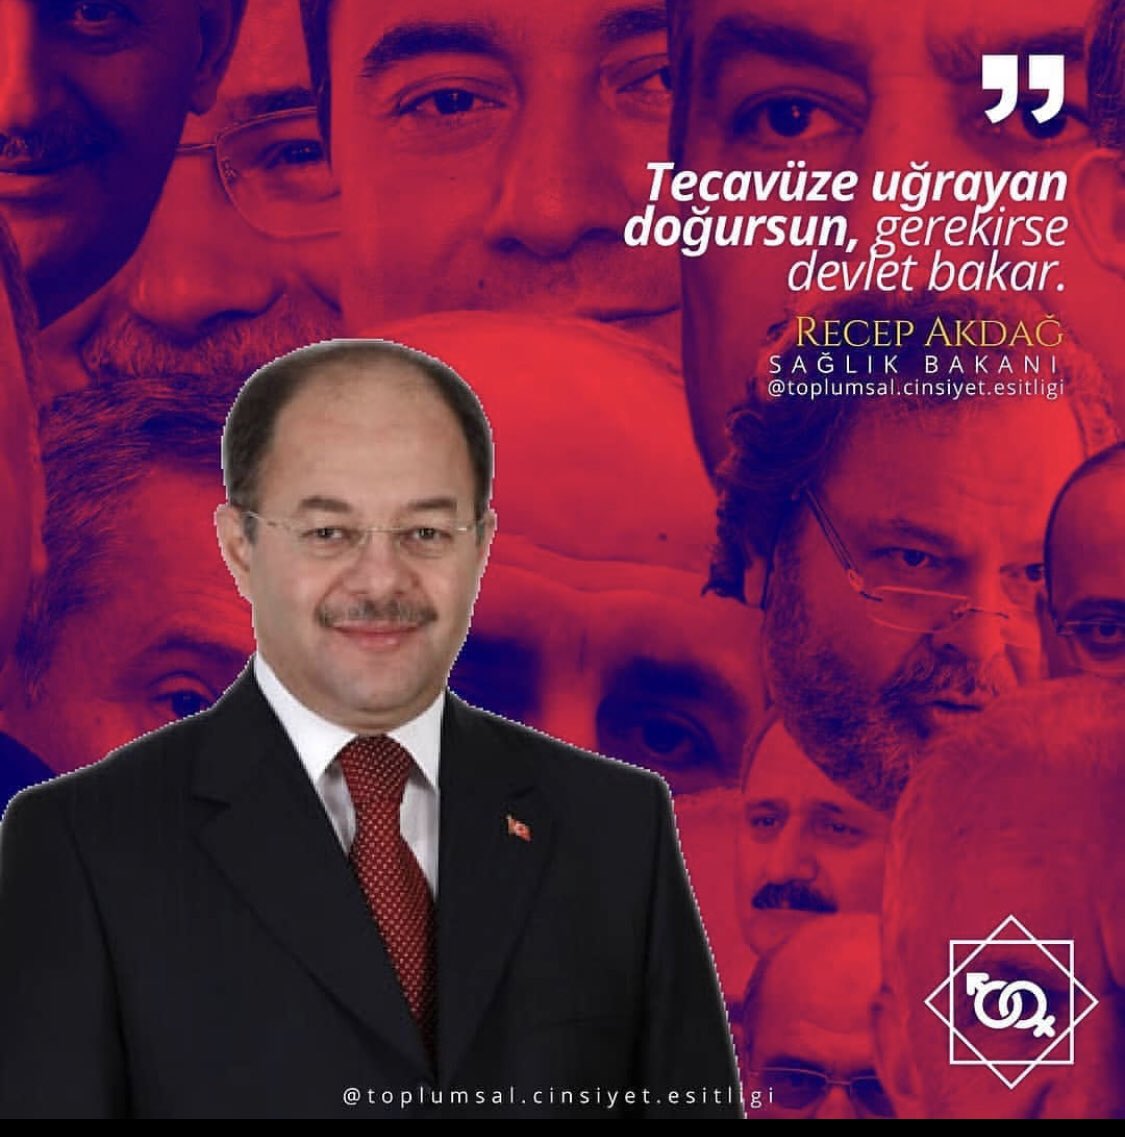 ”
Tecavüze uğrayan
doğursun, gerekirse
devlet bakar.
RECEP AKDAĞ
SAĞLIK BAKANI
@toplumsal.cinsiyet.esitligi
@toplumsal.cinsiyet.esitligi